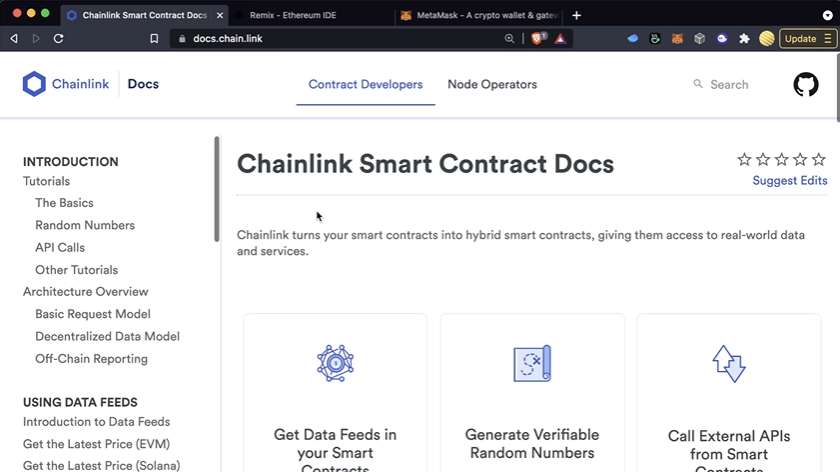 Chainlink Smart Contract Docs
Remix - Ethereum IDE
MetaMask - A crypto wallet & gatew
docs.chain.link
1
Update
Chainlink
Docs
Contract Developers
Node Operators
Search
INTRODUCTION
Tutorials
The Basics
Random Numbers
API Calls
Other Tutorials
Architecture Overview
Basic Request Model
Decentralized Data Model
Off-Chain Reporting
USING DATA FEEDS
Introduction to Data Feeds
Get the Latest Price (EVM)
Get the Latest Price (Solana)
Chainlink Smart Contract Docs
Suggest Edits
Chainlink turns your smart contracts into hybrid smart contracts, giving them access to real-world data
and services.
Get Data Feeds in
your Smart
Contracts
Generate Verifiable
Random Numbers
Call External APIs
from Smart
Contracts